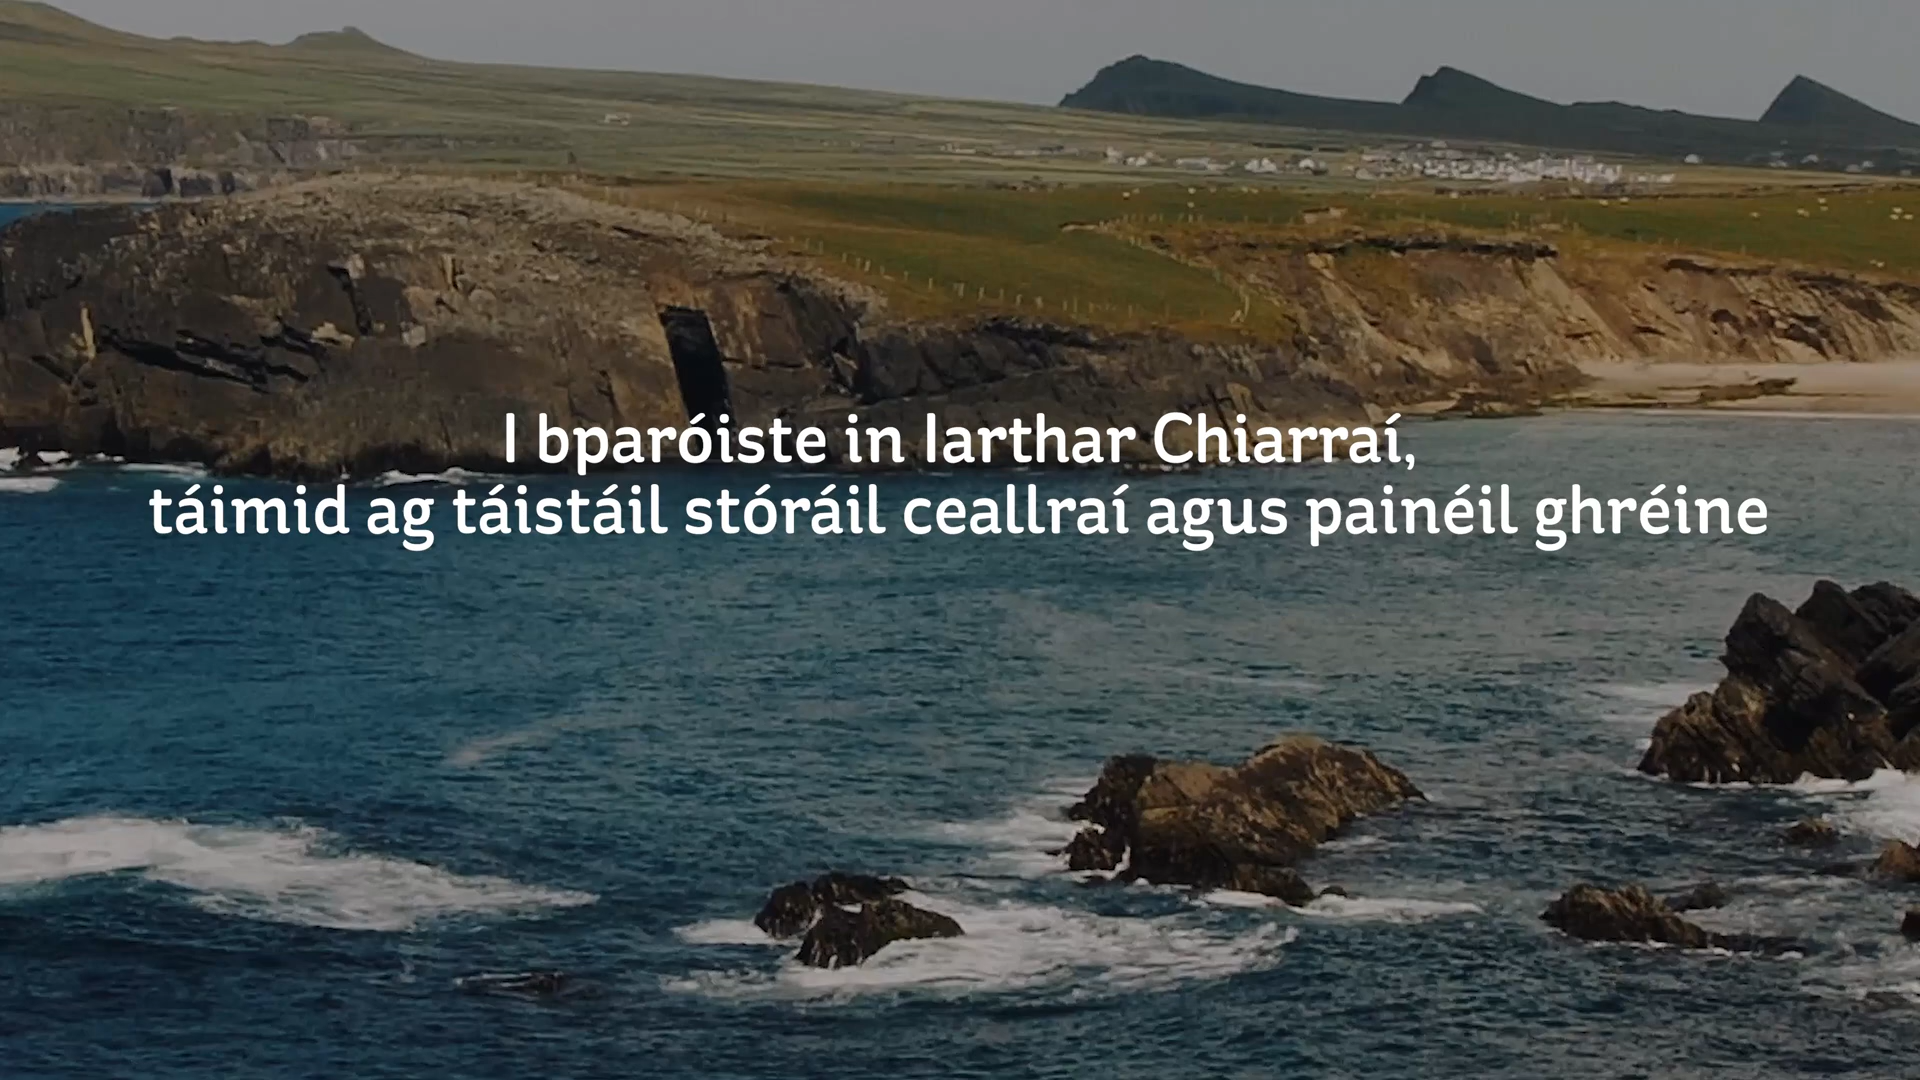 I bparóiste in Iarthar Chiarraí,
táimid ag táistáil stóráil ceallraí agus painéil ghréine